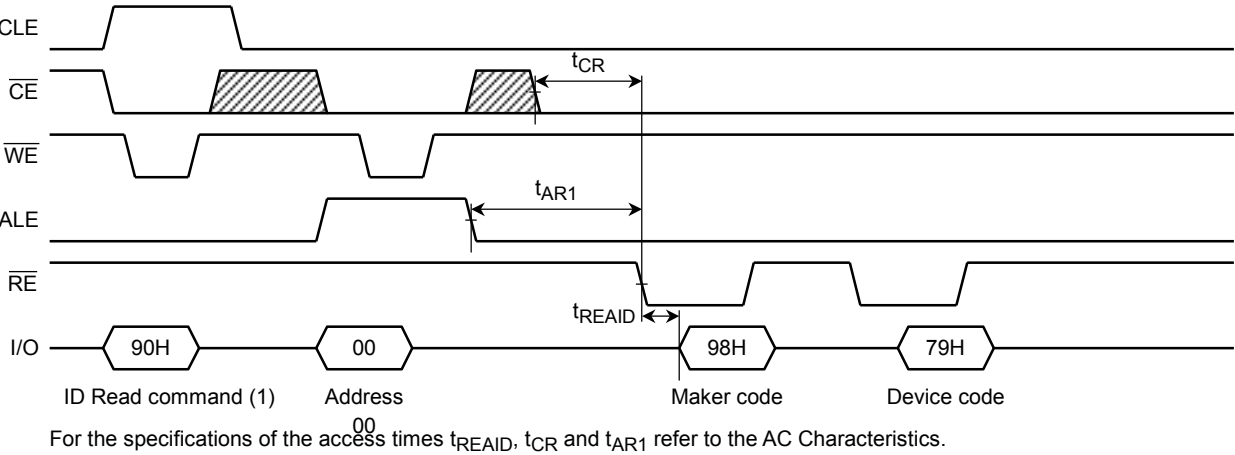 CLE
CE
tCR
WE
tAR1
ALE
RE
tREAID
I/O 90H 00 98H 79H
ID Read command (1) Address Maker code Device code
00
For the specifications of the access times tREAID, tCR and tAR1 refer to the AC Characteristics.